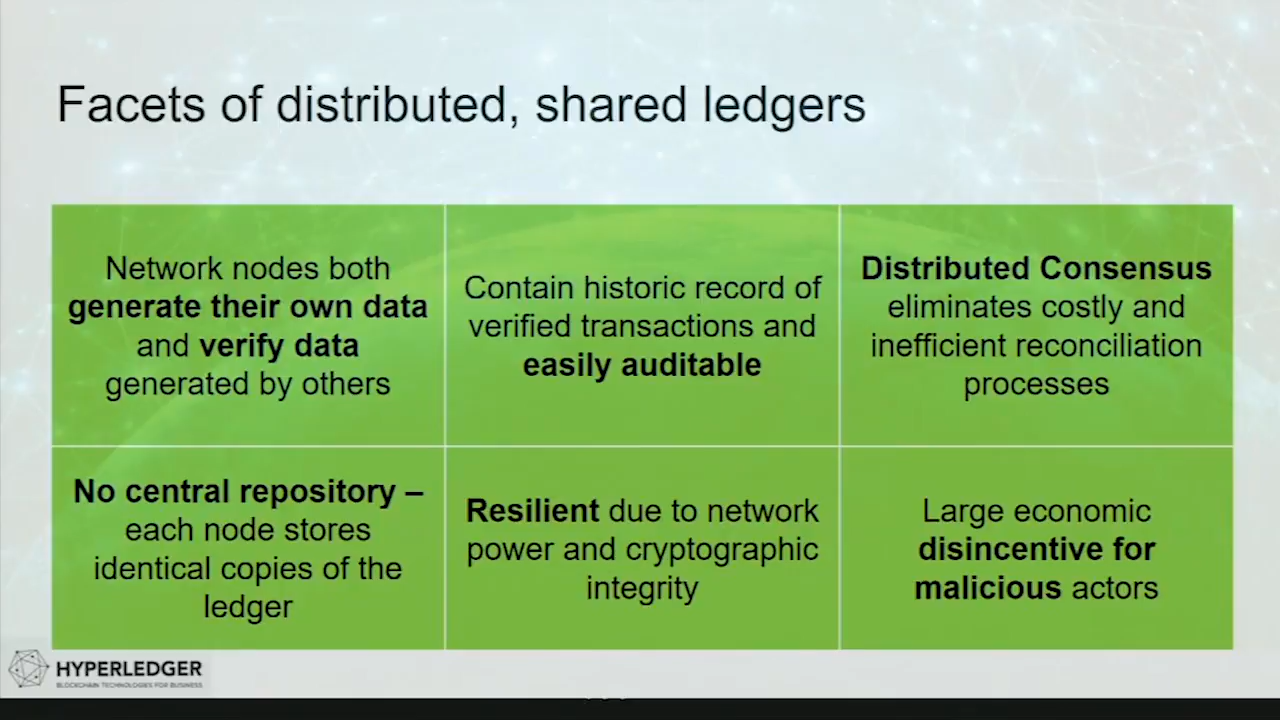 Facets of distributed, shared ledgers
Network nodes both
generate their own data
and verify data
generated by others
Contain historic record of
verified transactions and
easily auditable
Distributed Consensus
eliminates costly and
inefficient reconciliation
processes
No central repository –
each node stores
identical copies of the
ledger
Resilient due to network
power and cryptographic
integrity
Large economic
disincentive for
malicious actors
HYPERLEDGER
BLOCKCHAIN TECHNOLOGIES FOR BUSINESS